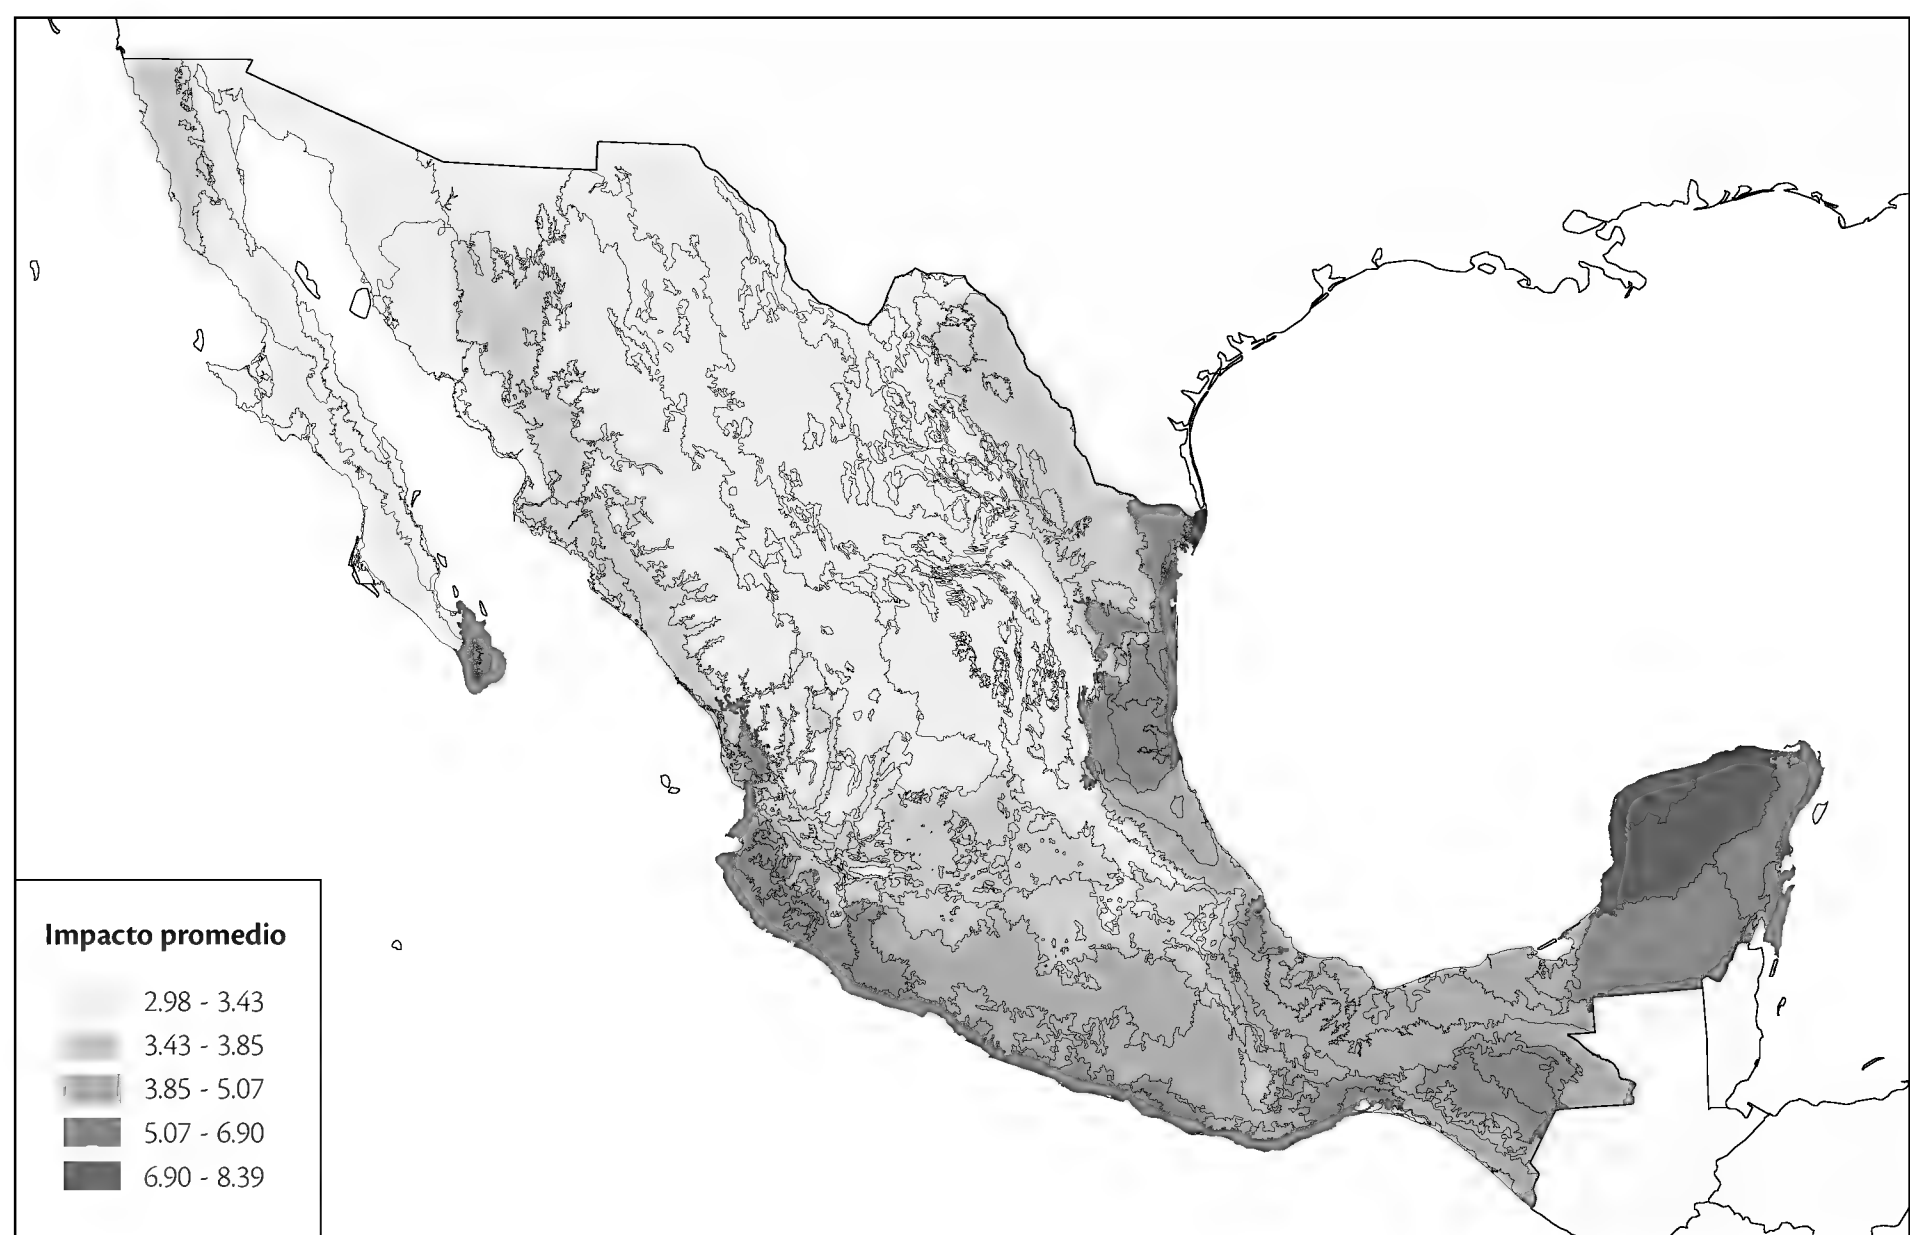 Impacto promedio
2.98 - 3.43
3.43 - 3.85
3.85 - 5.07
5.07 - 6.90
6.90 - 8.39